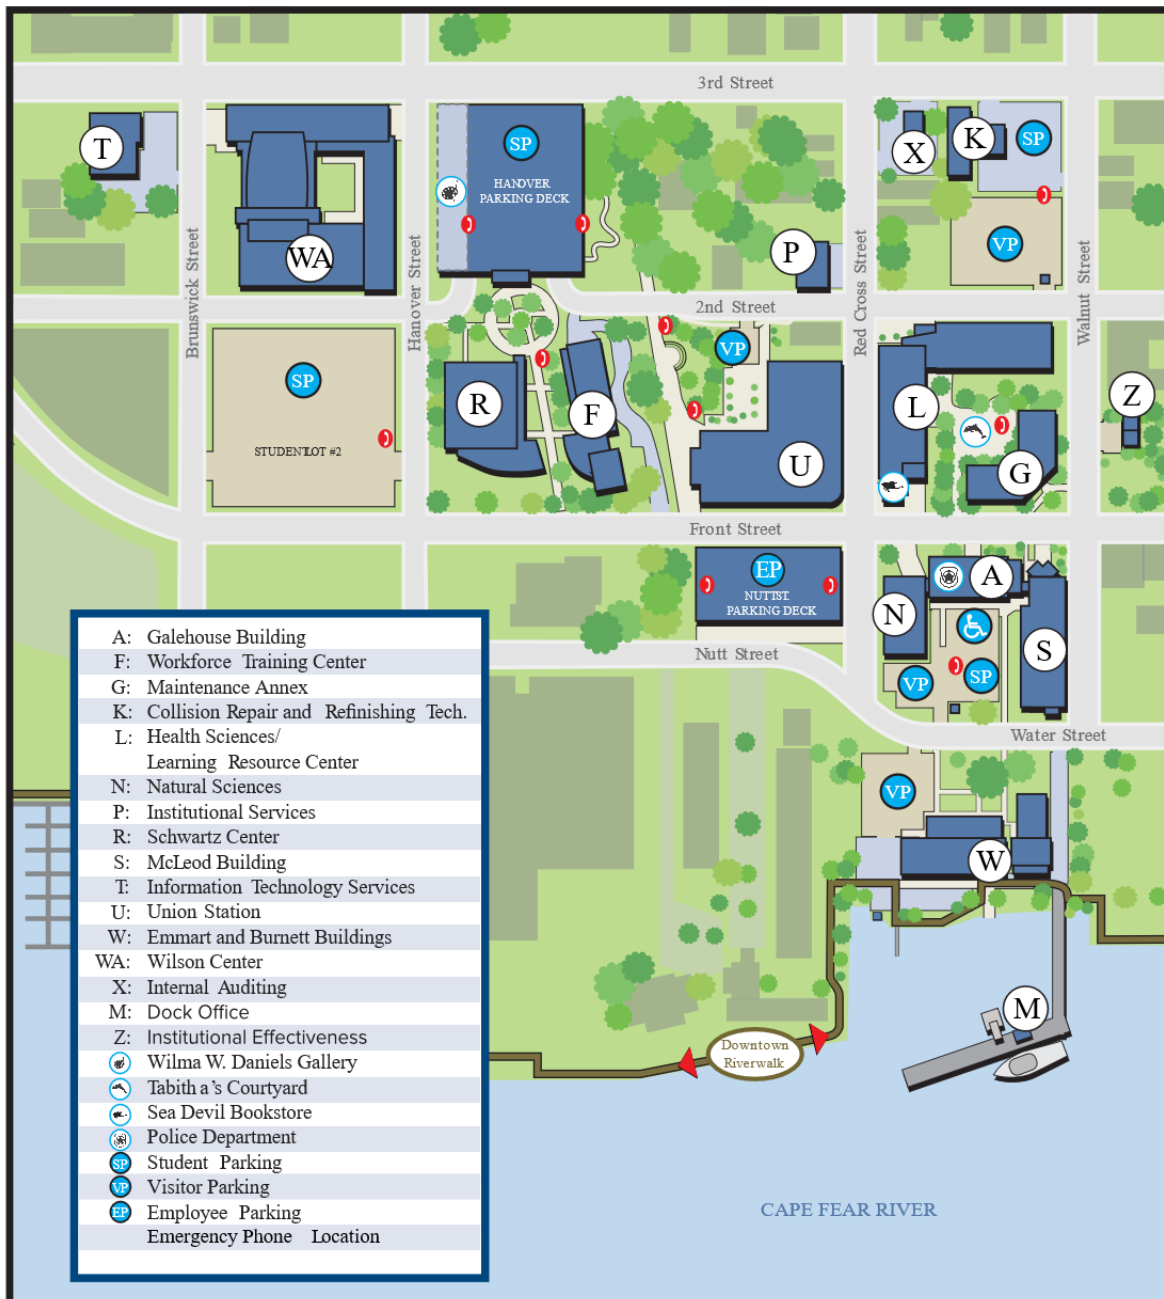 3rd Street
T
SP
X
K
SP
HANOVER
PARKING DECK
Brunswick Street
WA
Hanover Street
P
Red Cross Street
VP
Walnut Street
2nd Street
SP
VP
R
F
L
Z
STUDENTLOT #2
U
G
Front Street
EP
NUTT ST.
PARKING DECK
A
N
S
Nutt Street
VP
SP
Water Street
VP
W
M
Downtown
Riverwalk
CAPE FEAR RIVER
A: Galehouse Building
F: Workforce Training Center
G: Maintenance Annex
K: Collision Repair and Refinishing Tech.
L: Health Sciences/
Learning Resource Center
N: Natural Sciences
P: Institutional Services
R: Schwartz Center
S: McLeod Building
T: Information Technology Services
U: Union Station
W: Emmart and Burnett Buildings
WA: Wilson Center
X: Internal Auditing
M: Dock Office
Z: Institutional Effectiveness
Wilma W. Daniels Gallery
Tabitha's Courtyard
Sea Devil Bookstore
Police Department
SP Student Parking
VP Visitor Parking
EP Employee Parking
Emergency Phone Location